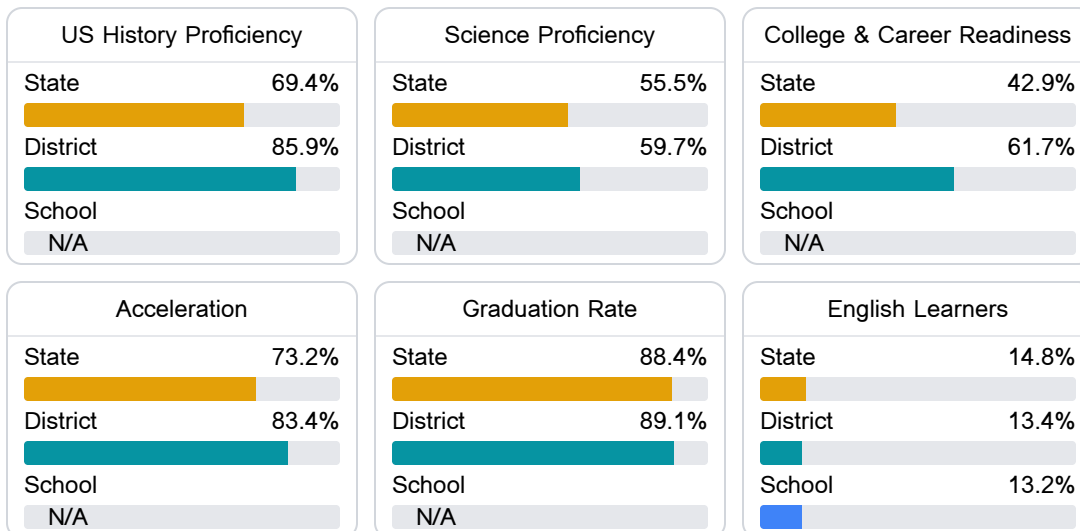 US History Proficiency
State 69.4%
District 85.9%
School
N/A
Science Proficiency
State 55.5%
District 59.7%
School
N/A
College & Career Readiness
State 42.9%
District 61.7%
School
N/A
Acceleration
State 73.2%
District 83.4%
School
N/A
Graduation Rate
State 88.4%
District 89.1%
School
N/A
English Learners
State 14.8%
District 13.4%
School 13.2%